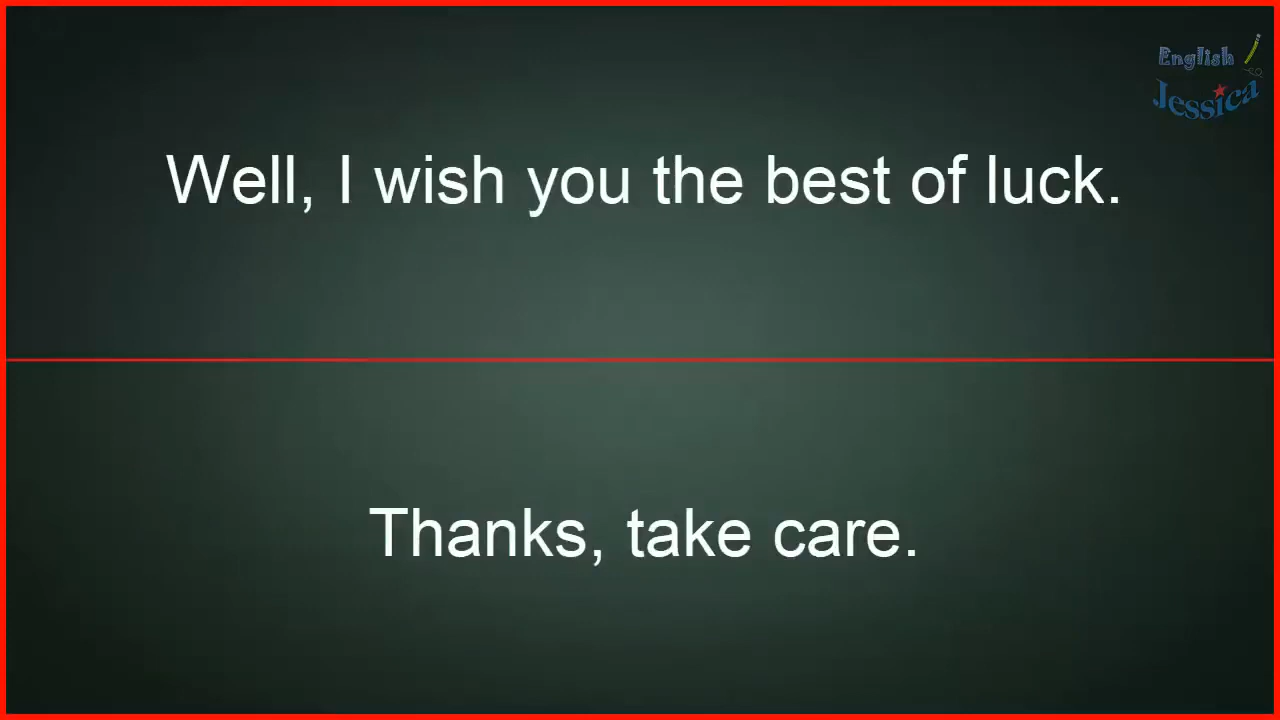 English
Jessica
Well, I wish you the best of luck.
Thanks, take care.